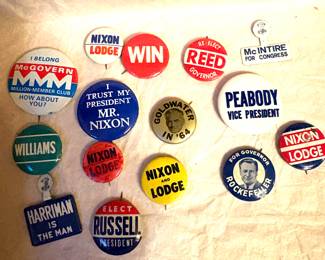 NIXON
LODGE
WIN
RE-ELECT
REED
GOVERNOR
McINTIRE
FOR CONGRESS
I BELONG
McGOVERN
MMM
MILLION-MEMBER CLUB
HOW ABOUT
YOU?
I
TRUST MY
PRESIDENT
MR.
NIXON
GOLDWATER
IN '64
PEABODY
VICE PRESIDENT
WILLIAMS
NIXON
LODGE
NIXON
AND
LODGE
FOR GOVERNOR
ROCKEFELLER
NIXON
LODGE
HARRIMAN
IS THE
MAN
ELECT
RUSSELL
PRESIDENT